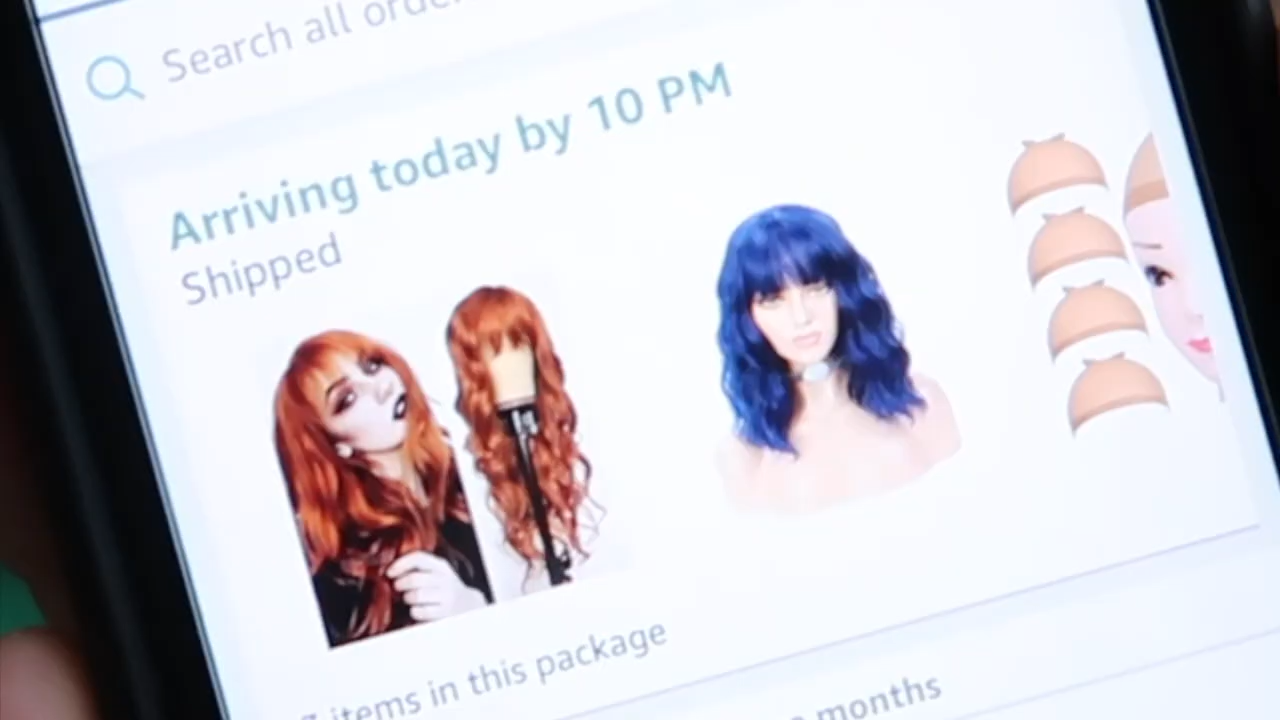 Search all orde
Arriving today by 10 PM
Shipped
items in this package
months